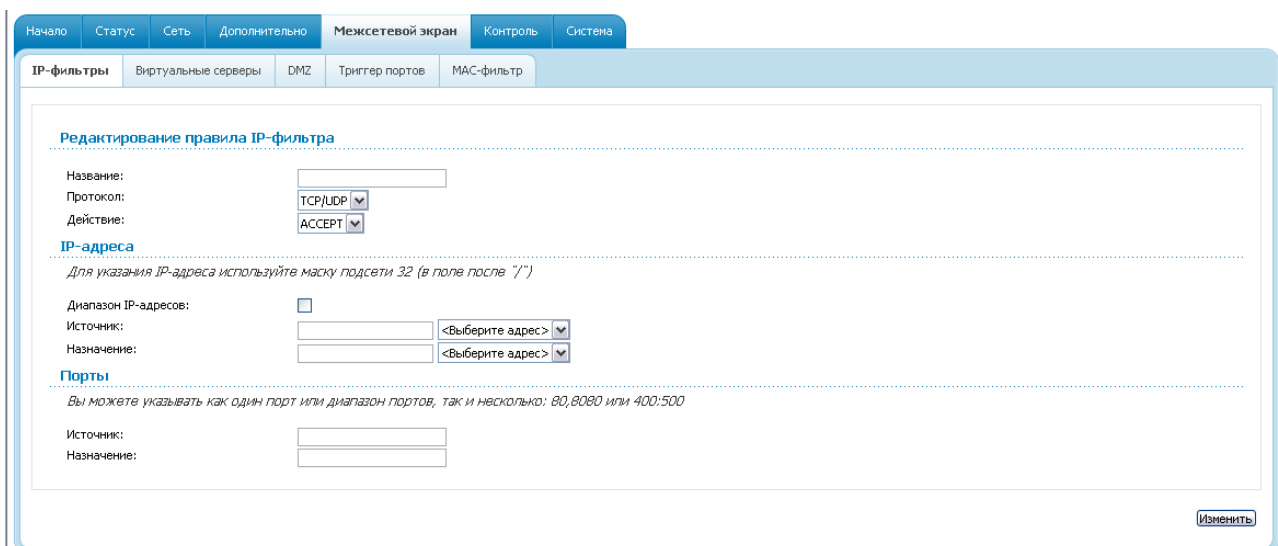 Начало Статус Сеть Дополнительно Межсетевой экран Контроль Система
IP-фильтры Виртуальные серверы DMZ Триггер портов MAC-фильтр
Редактирование правила IP-фильтра
Название:
Протокол: TCP/UDP
Действие: ACCEPT
IP-адреса
Для указания IP-адреса используйте маску подсети 32 (в поле после "/")
Диапазон IP-адресов:
Источник: <Выберите адрес>
Назначение: <Выберите адрес>
Порты
Вы можете указывать как один порт или диапазон портов, так и несколько: 80,8080 или 400:500
Источник:
Назначение:
Изменить